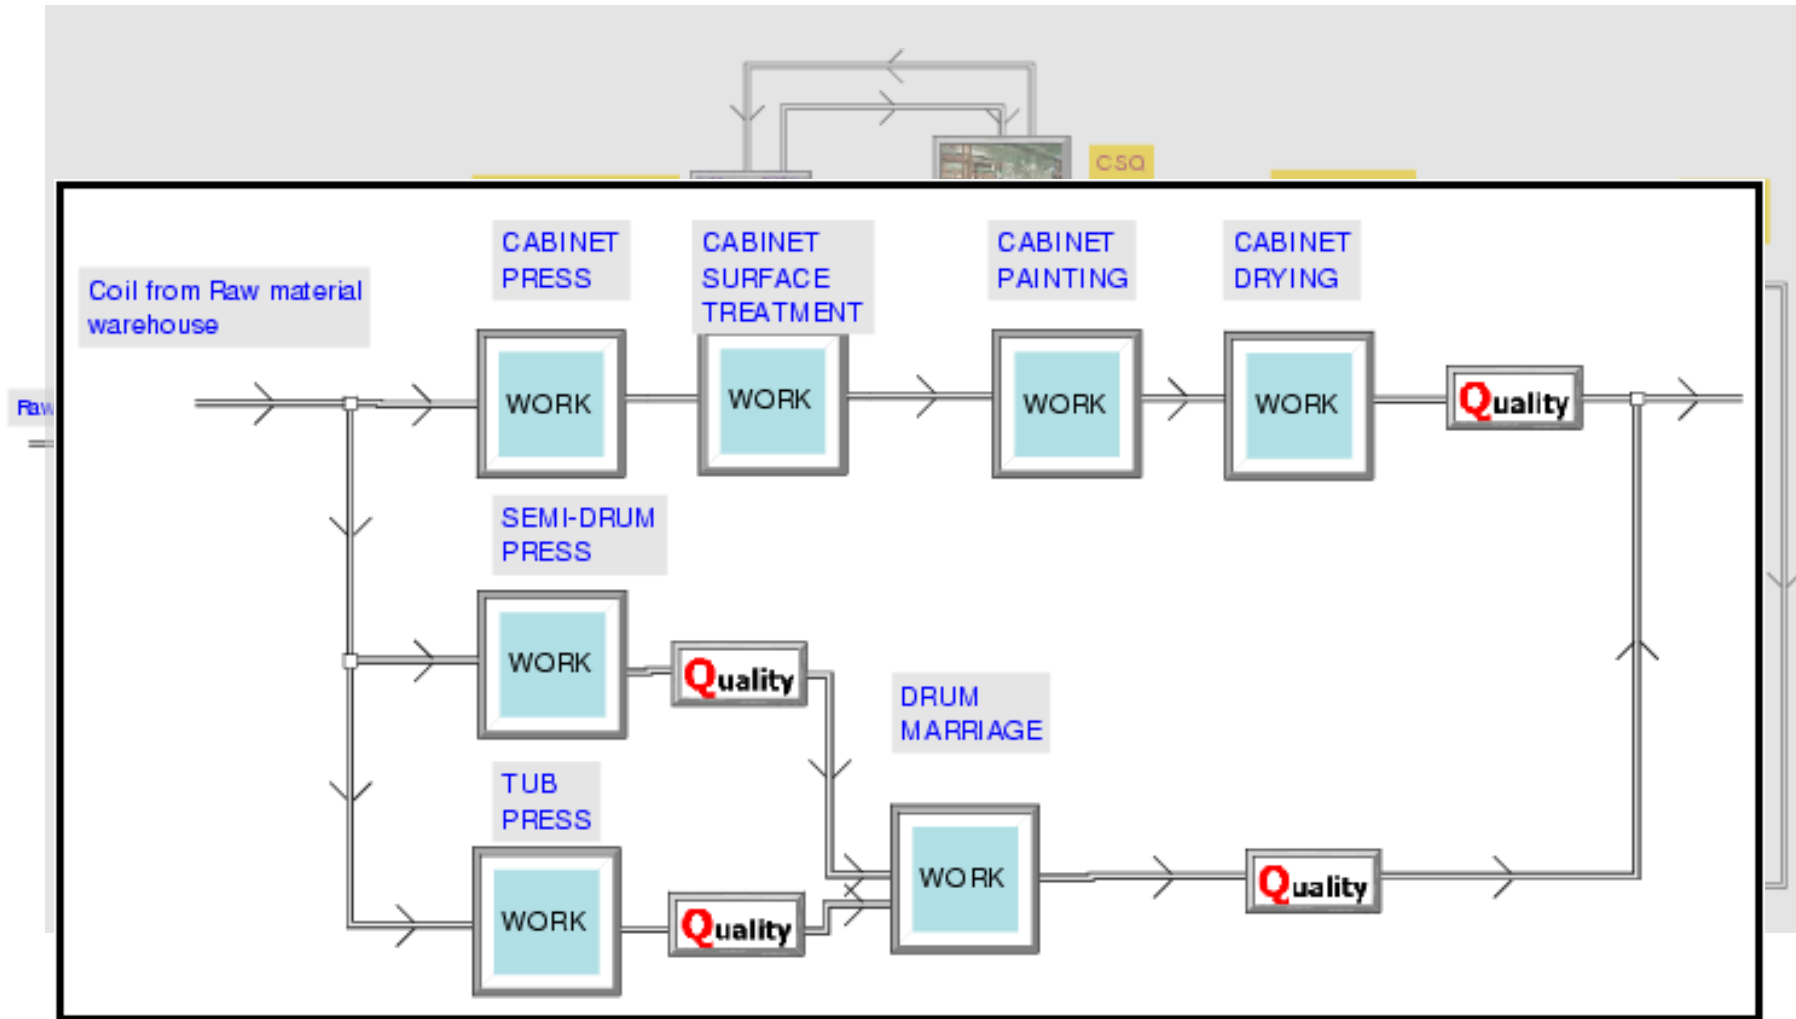 CSQ
CABINET
PRESS
CABINET
SURFACE
TREATMENT
CABINET
PAINTING
CABINET
DRYING
Coil from Raw material
warehouse
Raw
WORK
WORK
WORK
WORK
Quality
SEMI-DRUM
PRESS
WORK
Quality
DRUM
MARRIAGE
TUB
PRESS
WORK
Quality
WORK
Quality